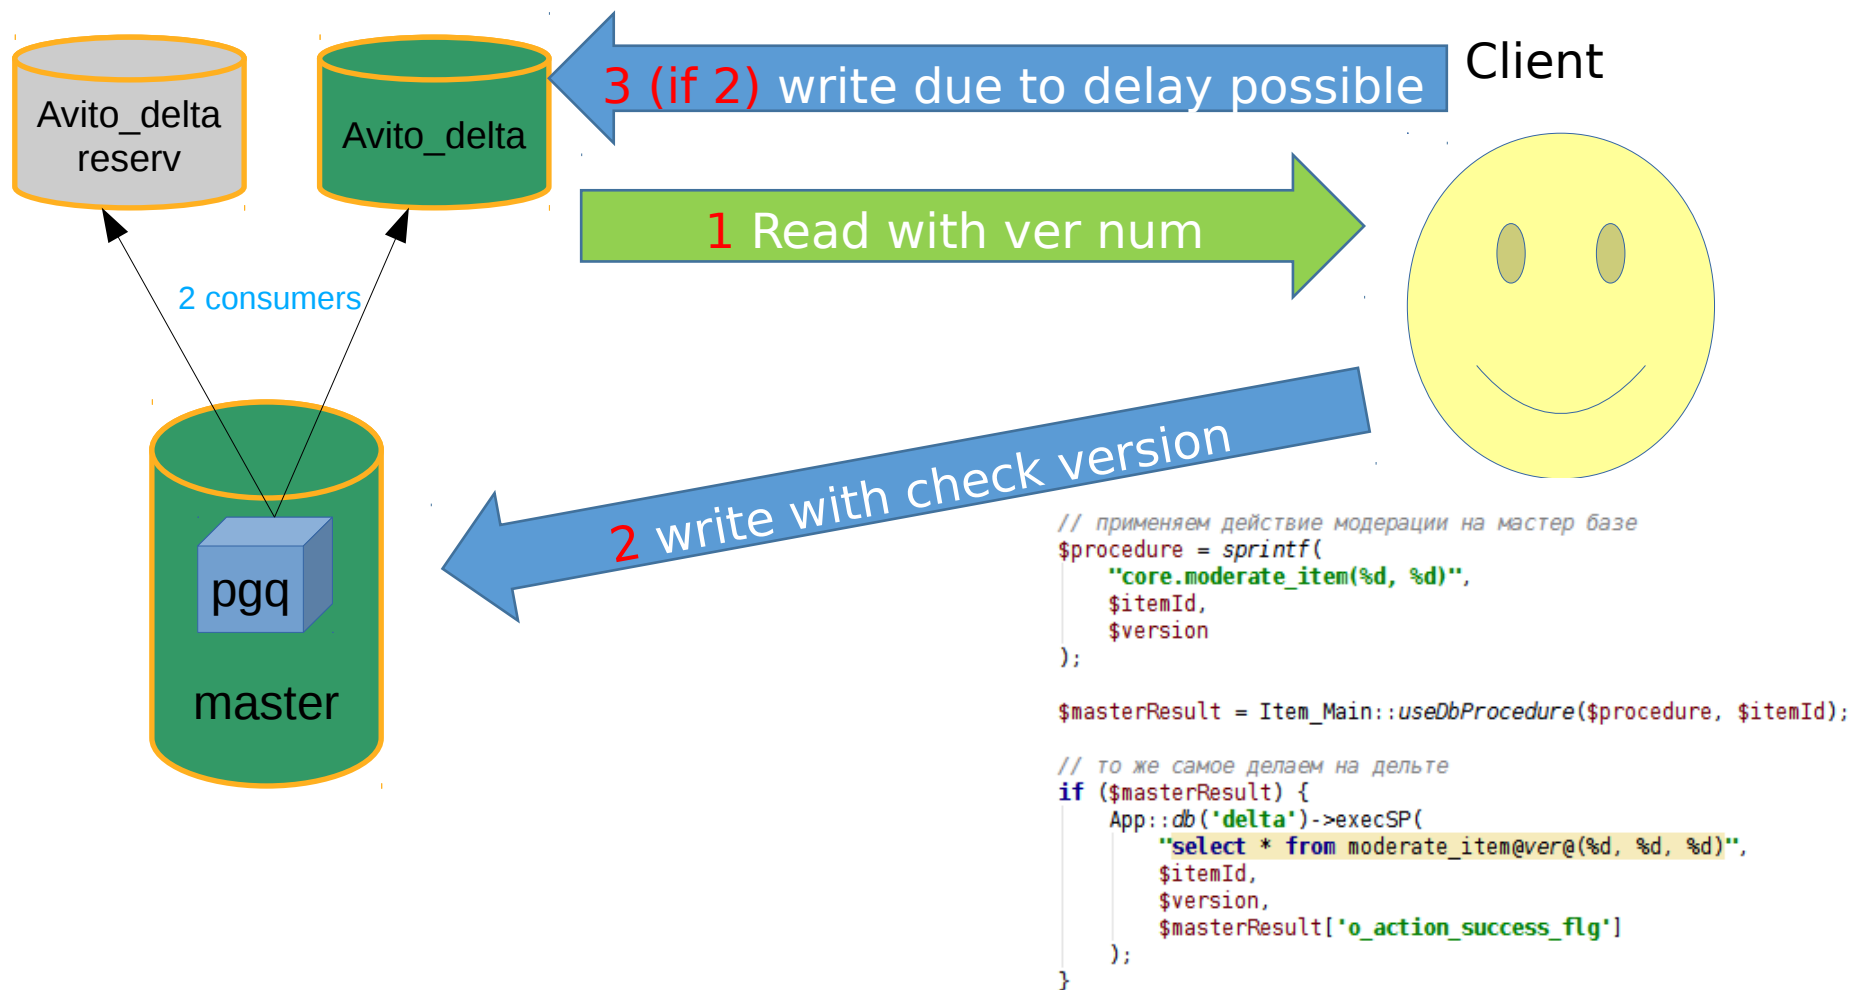 Avito_delta
reserv
Avito_delta
3 (if 2) write due to delay possible
Client
1 Read with ver num
2 consumers
2 write with check version
pgq
master
// применяем действие модерации на мастер базе
$procedure = sprintf(
"core.moderate_item(%d, %d)",
$itemId,
$version
);
$masterResult = Item_Main::useDbProcedure($procedure, $itemId);
// то же самое делаем на дельте
if ($masterResult) {
App::db('delta')->execSP(
"select * from moderate_item@ver@(%d, %d, %d)",
$itemId,
$version,
$masterResult['o_action_success_flg']
);
}